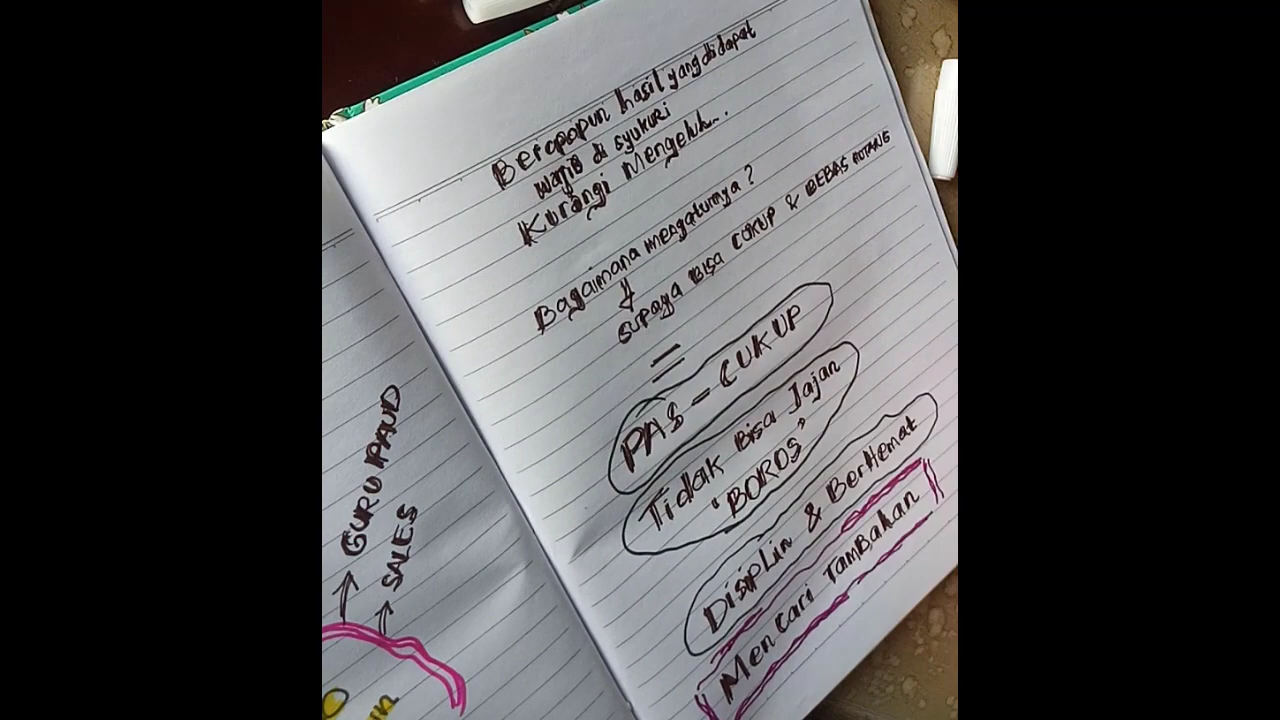 GURU PAUD
SALES
Berapapun hasil yang didapat
wajib di syukuri
Kurangi Mengeluh...
Bagaimana mengaturnya?
Supaya Bisa CUKUP & BEBAS HUTANG
=
PAS - CUKUP
Tidak Bisa Jajan
"BOROS"
Disiplin & BerHemat
Mencari TamBahan